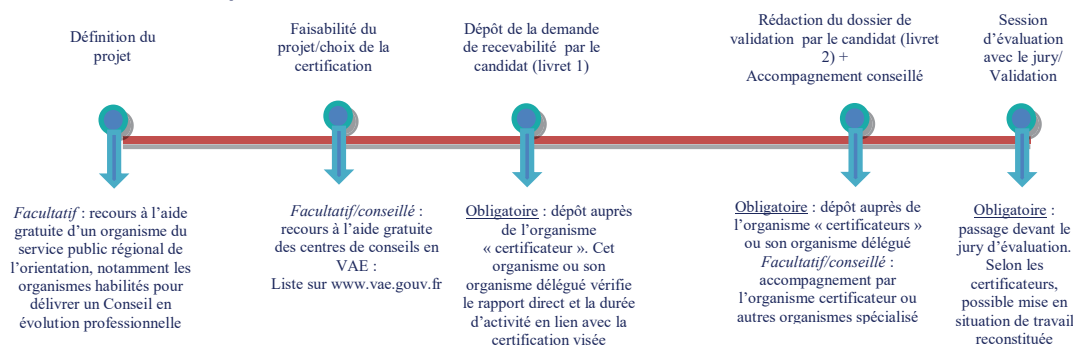 Définition du
projet
Faisabilité du
projet/choix de la
certification
Dépôt de la demande
de recevabilité par le
candidat (livret 1)
Rédaction du dossier de
validation par le candidat (livret
2) +
Accompagnement conseillé
Session
d’évaluation
avec le jury/
Validation
Facultatif : recours à l’aide
gratuite d’un organisme du
service public régional de
l’orientation, notamment les
organismes habilités pour
délivrer un Conseil en
évolution professionnelle
Facultatif/conseillé :
recours à l’aide gratuite
des centres de conseils en
VAE :
Liste sur www.vae.gouv.fr
Obligatoire : dépôt auprès
de l’organisme
« certificateur ». Cet
organisme ou son
organisme délégué vérifie
le rapport direct et la durée
d’activité en lien avec la
certification visée
Obligatoire : dépôt auprès de
l’organisme « certificateurs »
ou son organisme délégué
Facultatif/conseillé :
accompagnement par
l’organisme certificateur ou
autres organismes spécialisé
Obligatoire :
passage devant le
jury d’évaluation.
Selon les
certificateurs,
possible mise en
situation de travail
reconstituée